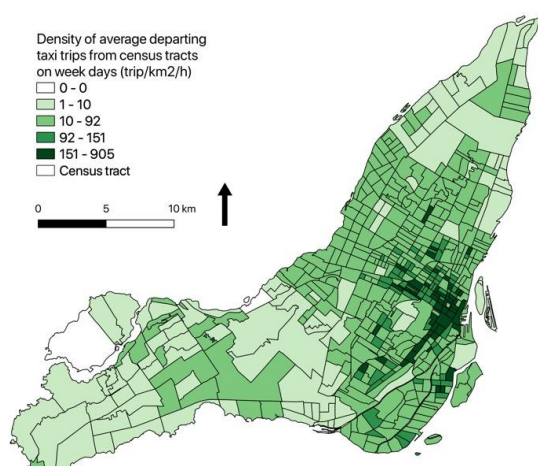 Density of average departing
taxi trips from census tracts
on week days (trip/km2/h)
0 - 0
1 - 10
10 - 92
92 - 151
151 - 905
Census tract
0 5 10 km